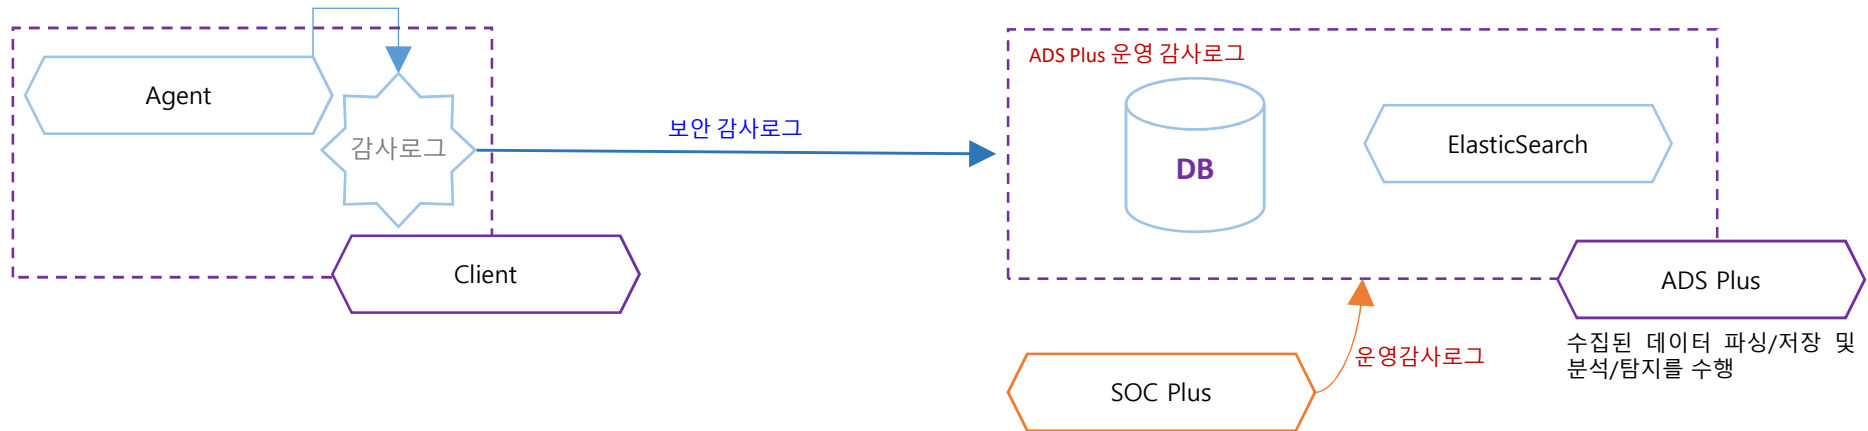 Agent
감사로그
Client
보안 감사로그
ADS Plus 운영 감사로그
DB
ElasticSearch
ADS Plus
수집된 데이터 파싱/저장 및
분석/탐지를 수행
운영감사로그
SOC Plus